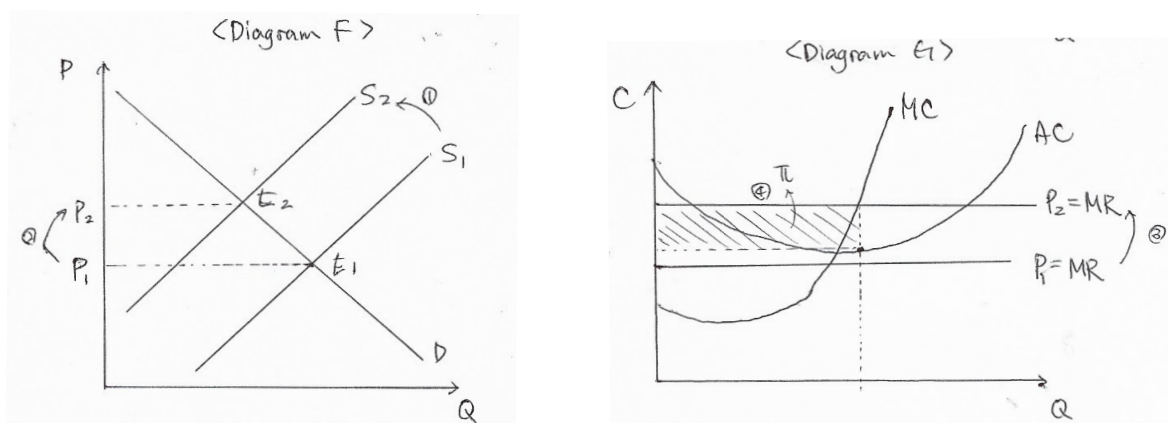 <Diagram F>
P
S2
①
S1
E2
P2
②
P1
E1
D
Q
<Diagram G>
C
MC
AC
④
π
P2=MR
③
P1=MR
Q